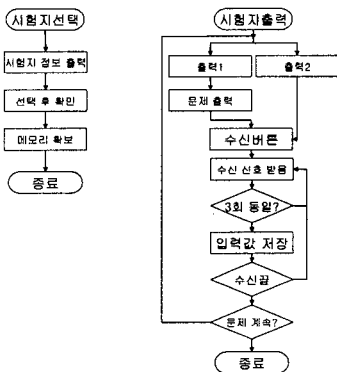 시험지선택
시험지 정보 출력
선택 후 확인
메모리 확보
종료
시험자출력
출력1
출력2
문제 출력
수신버튼
수신 신호 받음
3회 동일?
입력값 저장
수신끝
문제 계속?
종료